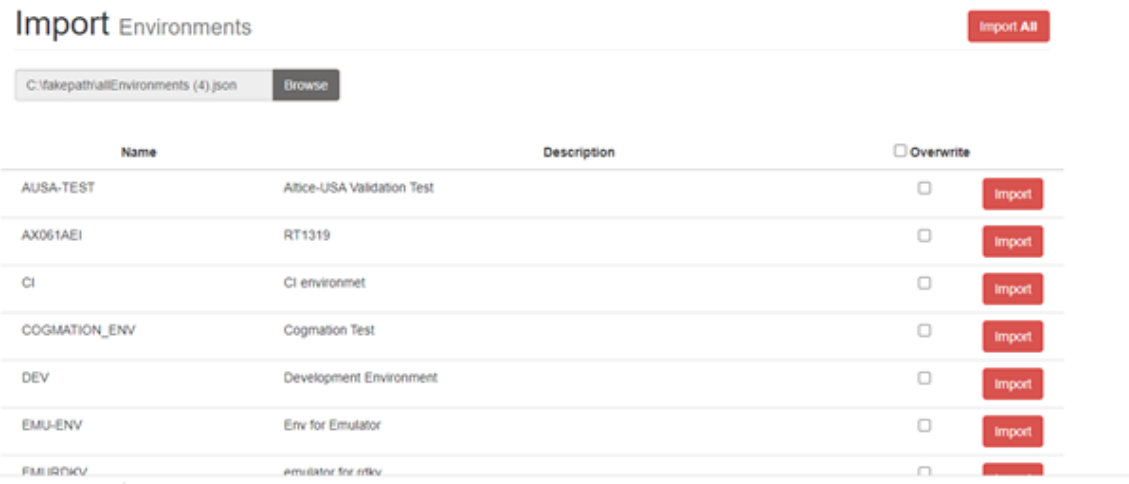 Import Environments
Import All
C:\fakepath\allEnvironments (4).json Browse
Name Description Overwrite
AUSA-TEST Altice-USA Validation Test Import
AX061AEI RT1319 Import
CI CI environmet Import
COGMATION_ENV Cogmation Test Import
DEV Development Environment Import
EMU-ENV Env for Emulator Import
EMURDKV emulator for rdkv